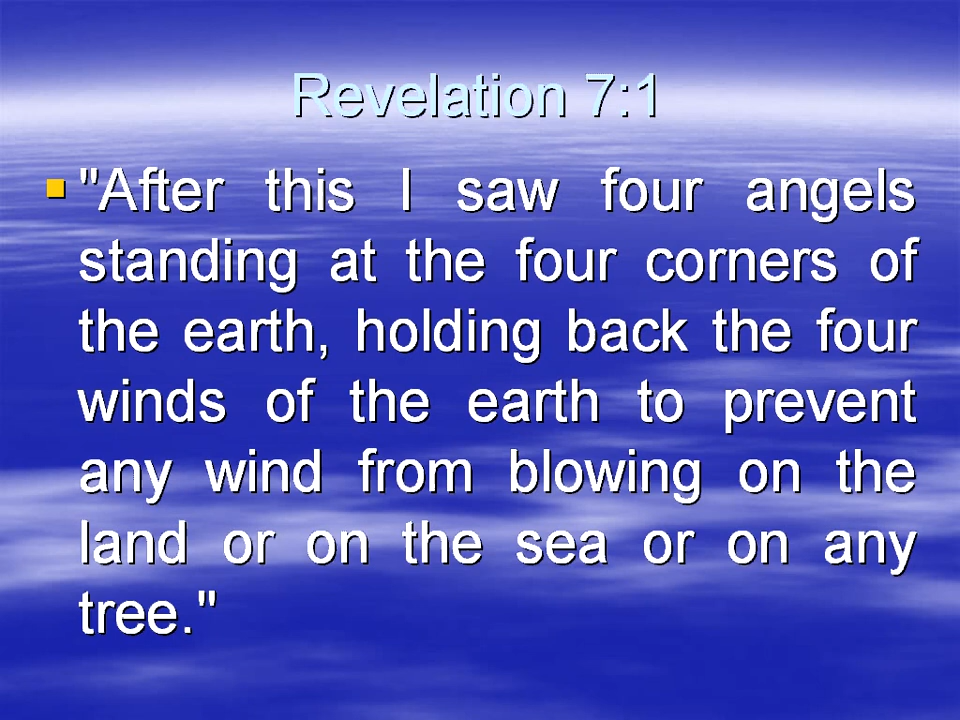 Revelation 7:1
"After this I saw four angels
standing at the four corners of
the earth, holding back the four
winds of the earth to prevent
any wind from blowing on the
land or on the sea or on any
tree."